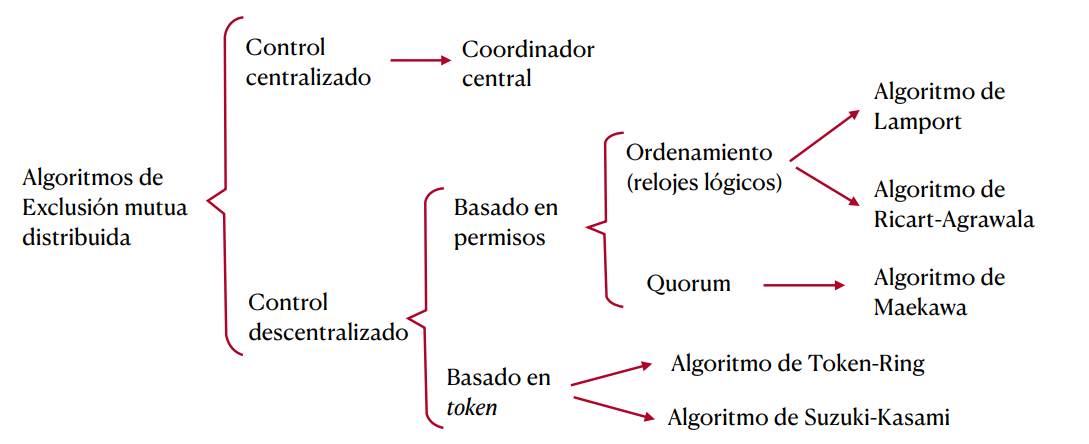 Algoritmos de
Exclusión mutua
distribuida
Control
centralizado
Coordinador
central
Control
descentralizado
Basado en
permisos
Ordenamiento
(relojes lógicos)
Algoritmo de
Lamport
Algoritmo de
Ricart-Agrawala
Quorum
Algoritmo de
Maekawa
Basado en
token
Algoritmo de Token-Ring
Algoritmo de Suzuki-Kasami